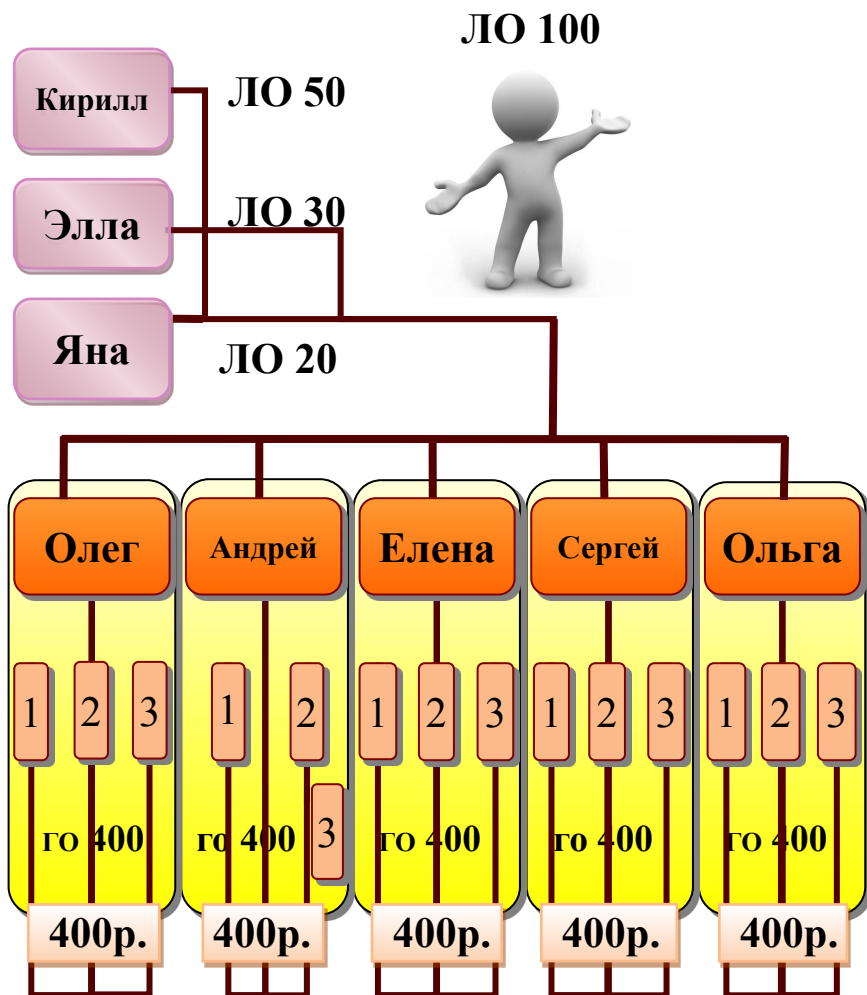 ЛО 100
Кирилл
ЛО 50
Элла
ЛО 30
Яна
ЛО 20
Олег Андрей Елена Сергей Ольга
1 2 3 1 2 1 2 3 1 2 3 1 2 3
3
ГО 400 го 400 ГО 400 го 400 ГО 400
400р. 400р. 400р. 400р. 400р.